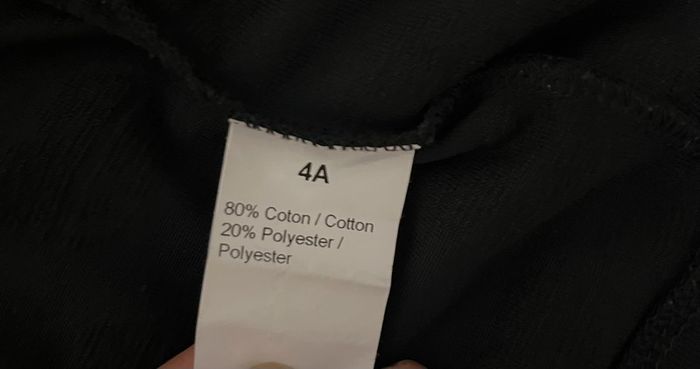 4A
80% Coton / Cotton
20% Polyester /
Polyester